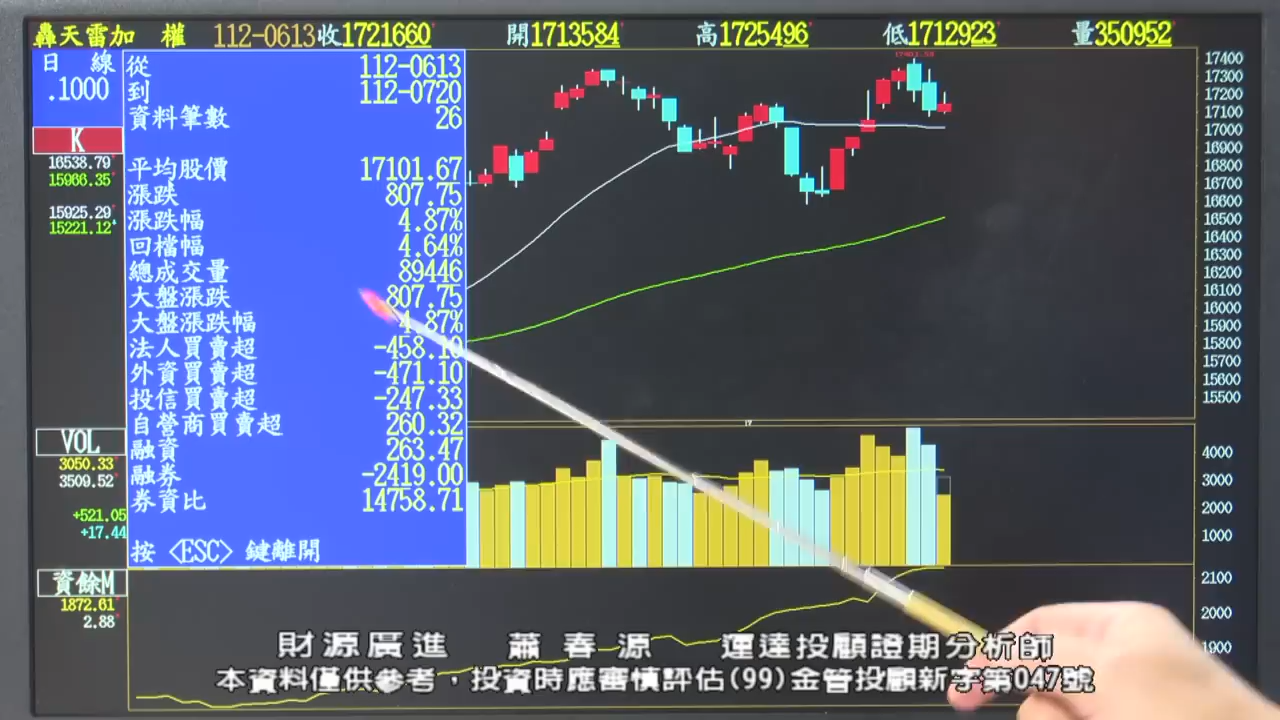 轟天雷加 權 112-0613收1721660 開1713584 高1725496 低1712923 量350952
日 線
.1000
K
16538.79
15966.35
15925.29
15221.12
從 112-0613
到 112-0720
資料筆數 26
平均股價 17101.67
漲跌 807.75
漲跌幅 4.87%
回檔幅 4.64%
總成交量 89446
大盤漲跌 807.75
大盤漲跌幅 4.87%
法人買賣超 -458.10
外資買賣超 -471.10
投信買賣超 -247.33
自營商買賣超 260.32
融資 263.47
融券 -2419.00
券資比 14758.71
按 <ESC> 鍵離開
17400
17300
17200
17100
17000
16900
16800
16700
16600
16500
16400
16300
16200
16100
16000
15900
15800
15700
15600
15500
VOL
3050.33
3509.52
+521.05
+17.44
4000
3000
2000
1000
資餘M
1872.61
2.88
2100
2000
1900
財源廣進 蕭春源 運達投顧證期分析師
本資料僅供參考，投資時應審慎評估(99)金管投顧新字第047號